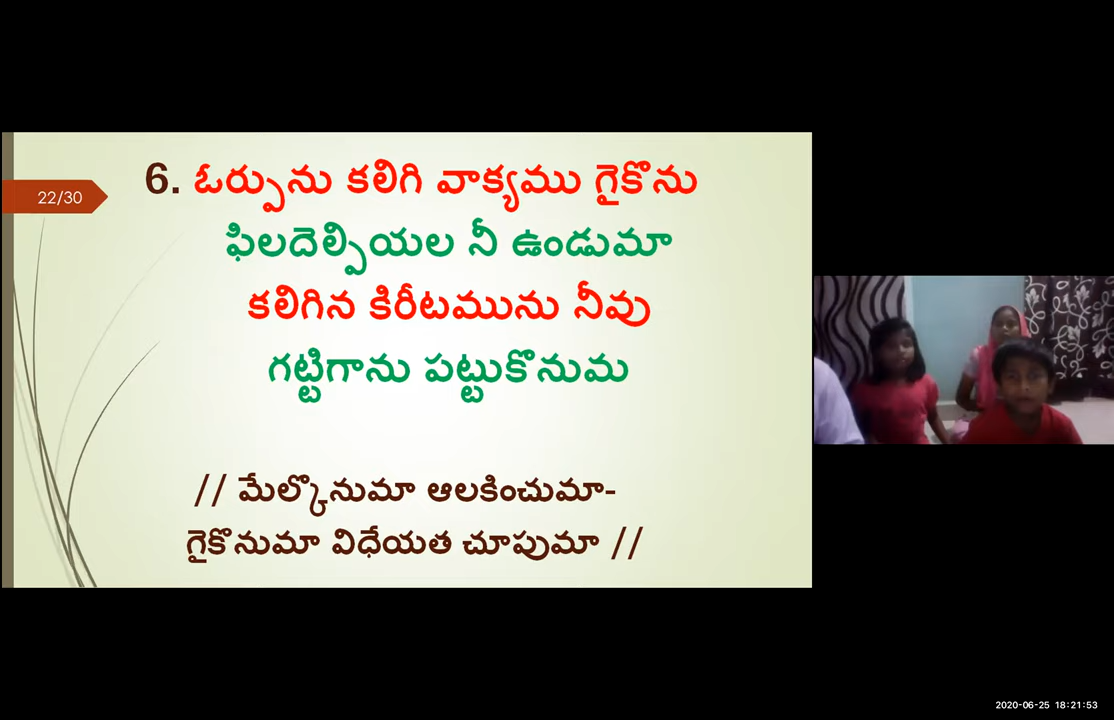 22/30
6. ఓర్పును కలిగి వాక్యము గైకొను
ఫిలదెల్పియల నీ ఉండుమా
కలిగిన కిరీటమును నీవు
గట్టిగాను పట్టుకొనుమ
// మేల్కొనుమా ఆలకించుమా-
గైకొనుమా విధేయత చూపుమా //
2020-06-25 18:21:53